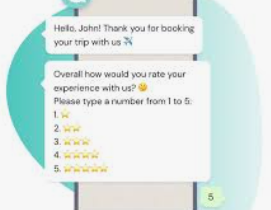 Hello, John! Thank you for booking
your trip with us ✈️
Overall how would you rate your
experience with us? 😊
Please type a number from 1 to 5:
1. ⭐
2. ⭐⭐
3. ⭐⭐⭐
4. ⭐⭐⭐⭐
5. ⭐⭐⭐⭐⭐
5